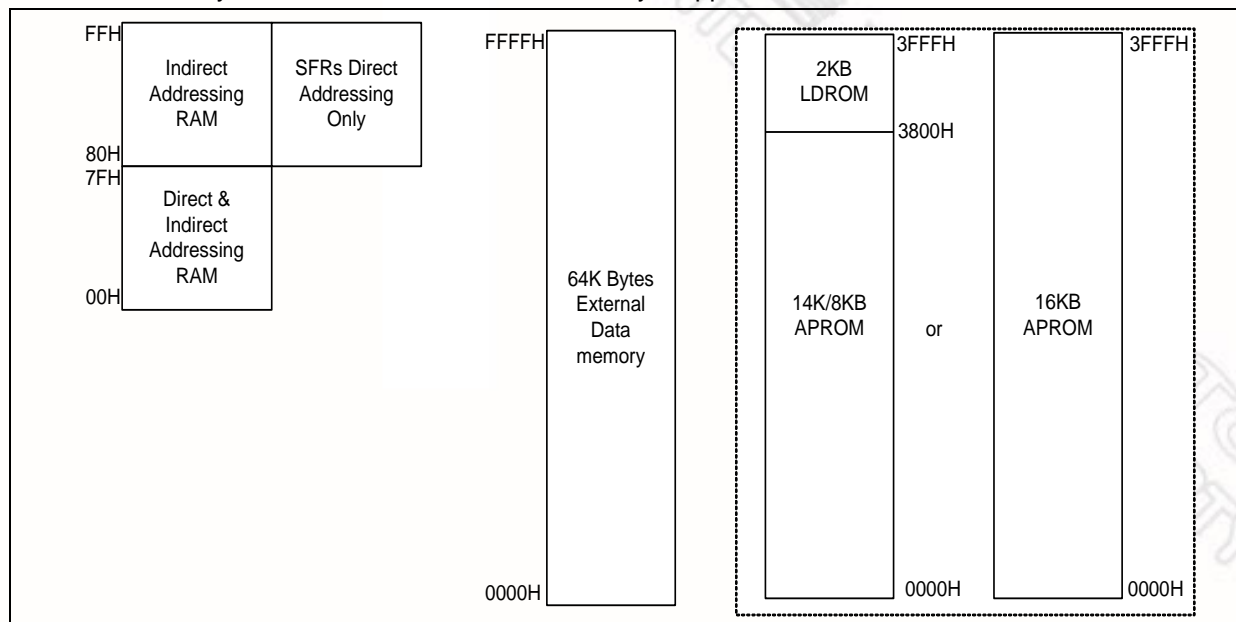 FFH
Indirect
Addressing
RAM
SFRs Direct
Addressing
Only
80H
7FH
Direct &
Indirect
Addressing
RAM
00H
FFFFH
64K Bytes
External
Data
memory
0000H
2KB
LDROM
3FFFH
3800H
14K/8KB
APROM
0000H
or
16KB
APROM
3FFFH
0000H